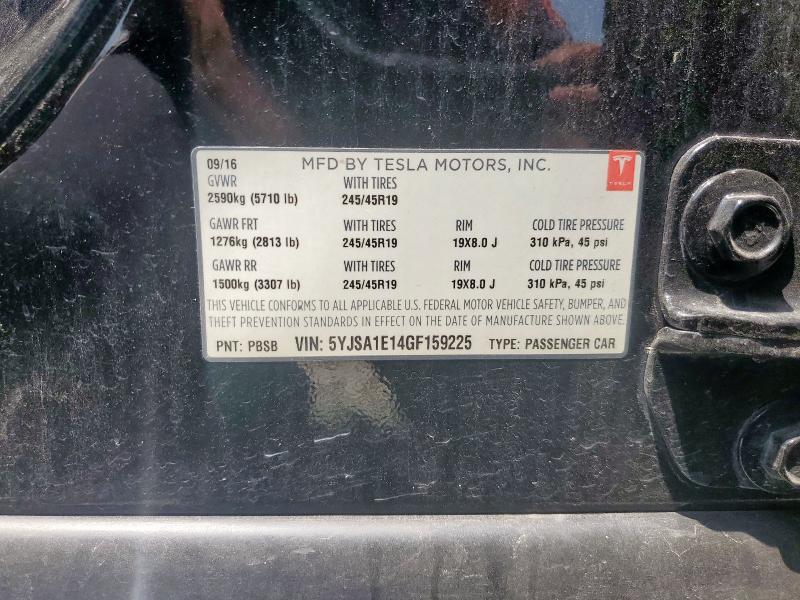 09/16 MFD BY TESLA MOTORS, INC.
TESLA
GVWR WITH TIRES
2590kg (5710 lb) 245/45R19
GAWR FRT WITH TIRES RIM COLD TIRE PRESSURE
1276kg (2813 lb) 245/45R19 19X8.0 J 310 kPa, 45 psi
GAWR RR WITH TIRES RIM COLD TIRE PRESSURE
1500kg (3307 lb) 245/45R19 19X8.0 J 310 kPa, 45 psi
THIS VEHICLE CONFORMS TO ALL APPLICABLE U.S. FEDERAL MOTOR VEHICLE SAFETY, BUMPER, AND
THEFT PREVENTION STANDARDS IN EFFECT ON THE DATE OF MANUFACTURE SHOWN ABOVE.
PNT: PBSB VIN: 5YJSA1E14GF159225 TYPE: PASSENGER CAR